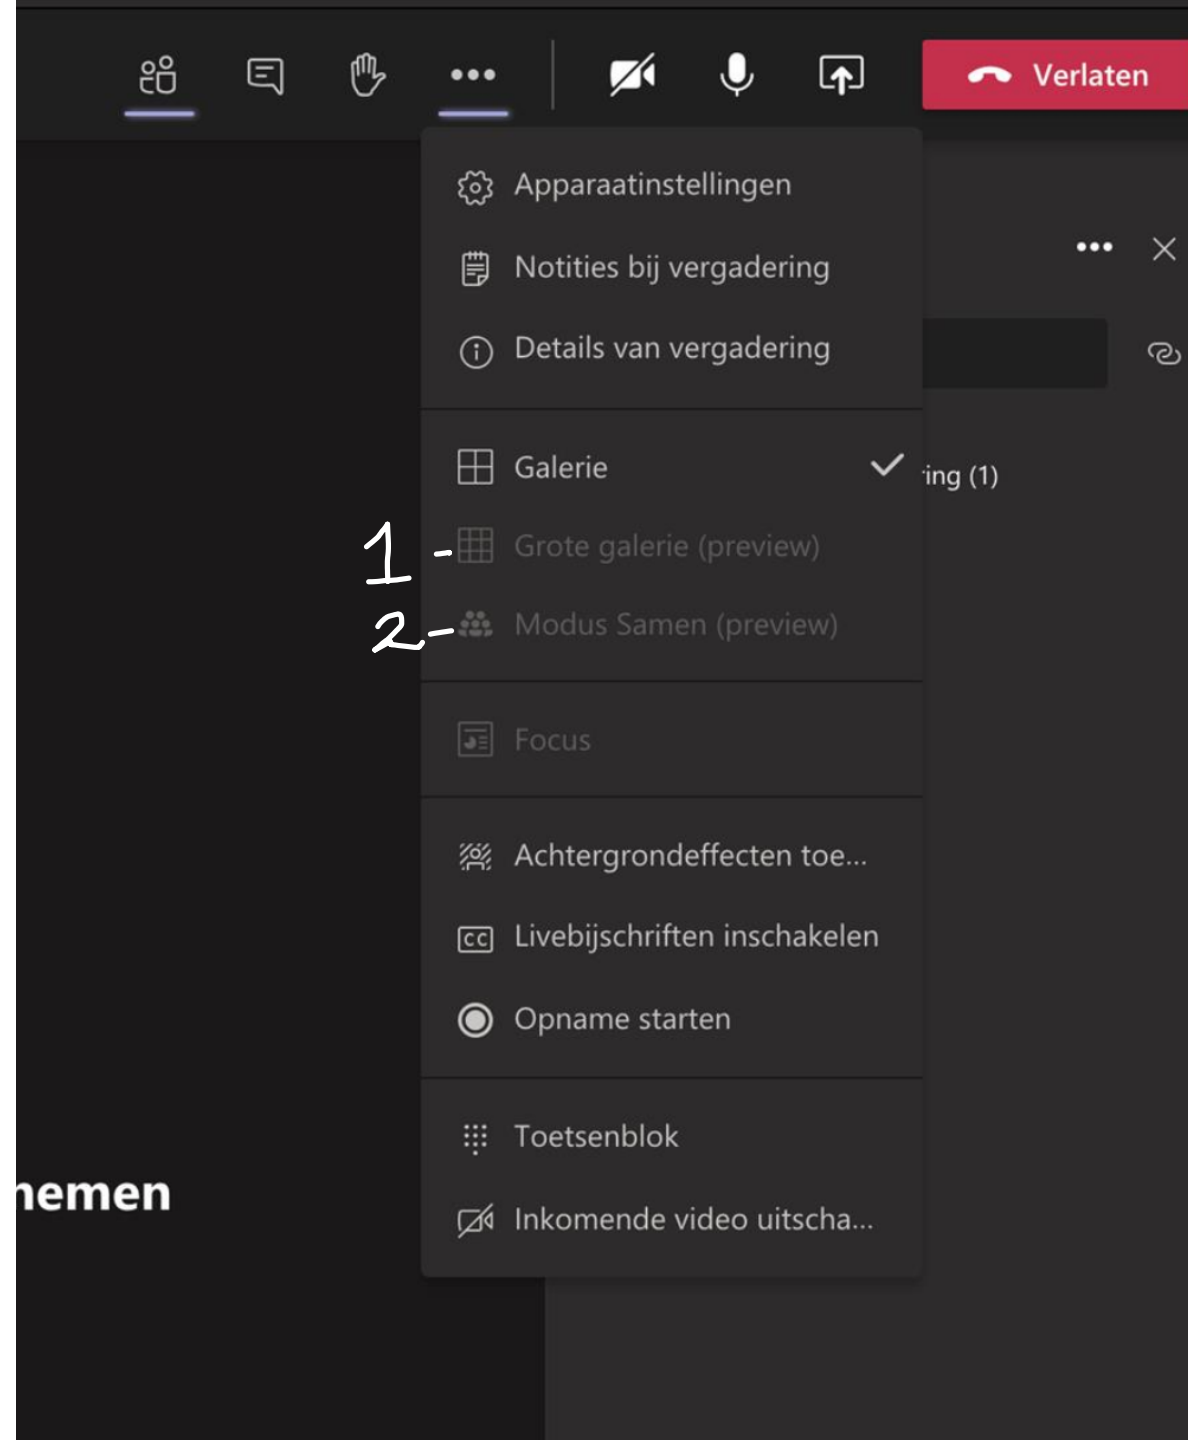 Verlaten
Apparaatinstellingen
Notities bij vergadering
Details van vergadering
Galerie
ing (1)
1 - Grote galerie (preview)
2 - Modus Samen (preview)
Focus
Achtergrondeffecten toe...
CC Livebijschriften inschakelen
Opname starten
Toetsenblok
nemen
Inkomende video uitscha...